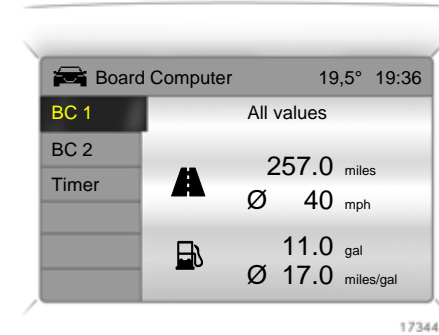 Board Computer 19,5° 19:36
BC 1
All values
BC 2
Timer
257.0 miles
Ø 40 mph
11.0 gal
Ø 17.0 miles/gal
17344